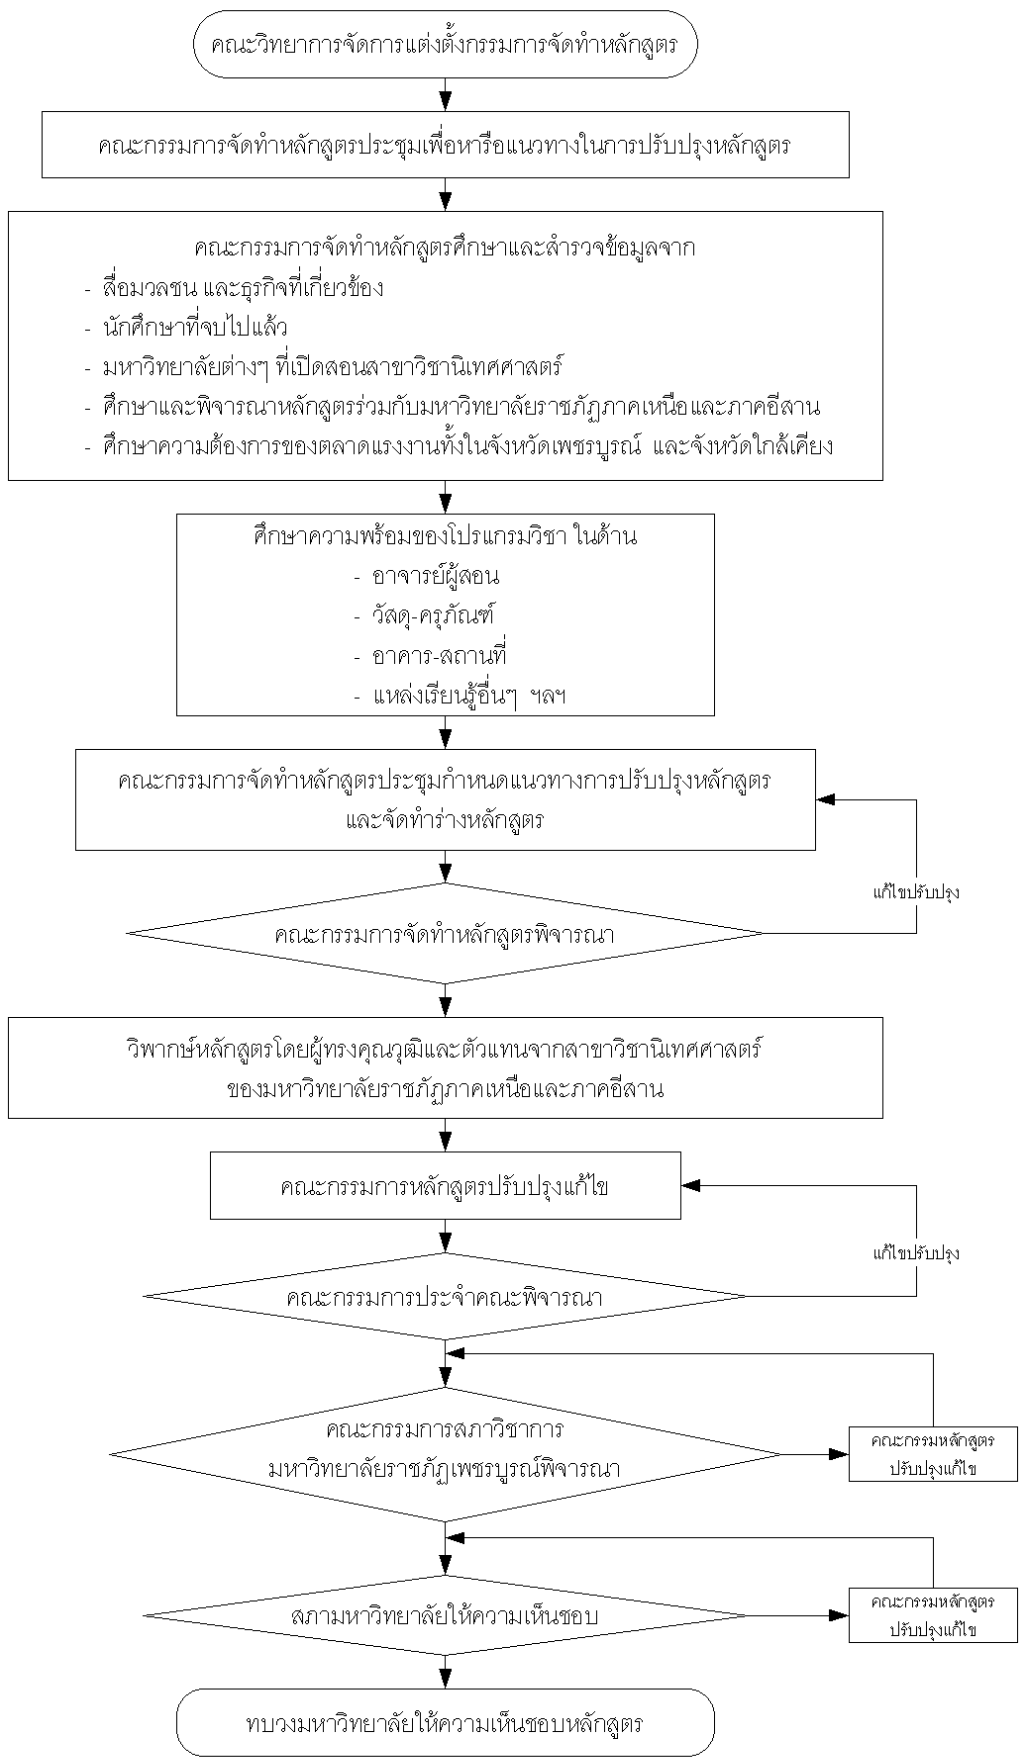 คณะวิทยาการจัดการแต่งตั้งกรรมการจัดทำหลักสูตร
คณะกรรมการจัดทำหลักสูตรประชุมเพื่อหารือแนวทางในการปรับปรุงหลักสูตร
คณะกรรมการจัดทำหลักสูตรศึกษาและสำรวจข้อมูลจาก
- สื่อมวลชน และธุรกิจที่เกี่ยวข้อง
- นักศึกษาที่จบไปแล้ว
- มหาวิทยาลัยต่างๆ ที่เปิดสอนสาขาวิชานิเทศศาสตร์
- ศึกษาและพิจารณาหลักสูตรร่วมกับมหาวิทยาลัยราชภัฏภาคเหนือและภาคอีสาน
- ศึกษาความต้องการของตลาดแรงงานทั้งในจังหวัดเพชรบูรณ์ และจังหวัดใกล้เคียง
ศึกษาความพร้อมของโปรแกรมวิชา ในด้าน
- อาจารย์ผู้สอน
- วัสดุ-ครุภัณฑ์
- อาคาร-สถานที่
- แหล่งเรียนรู้อื่นๆ ฯลฯ
คณะกรรมการจัดทำหลักสูตรประชุมกำหนดแนวทางการปรับปรุงหลักสูตร
และจัดทำร่างหลักสูตร
แก้ไขปรับปรุง
คณะกรรมการจัดทำหลักสูตรพิจารณา
วิพากษ์หลักสูตรโดยผู้ทรงคุณวุฒิและตัวแทนจากสาขาวิชานิเทศศาสตร์
ของมหาวิทยาลัยราชภัฏภาคเหนือและภาคอีสาน
คณะกรรมการหลักสูตรปรับปรุงแก้ไข
แก้ไขปรับปรุง
คณะกรรมการประจำคณะพิจารณา
คณะกรรมการสภาวิชาการ
มหาวิทยาลัยราชภัฏเพชรบูรณ์พิจารณา
คณะกรรมหลักสูตร
ปรับปรุงแก้ไข
สภามหาวิทยาลัยให้ความเห็นชอบ
คณะกรรมหลักสูตร
ปรับปรุงแก้ไข
ทบวงมหาวิทยาลัยให้ความเห็นชอบหลักสูตร